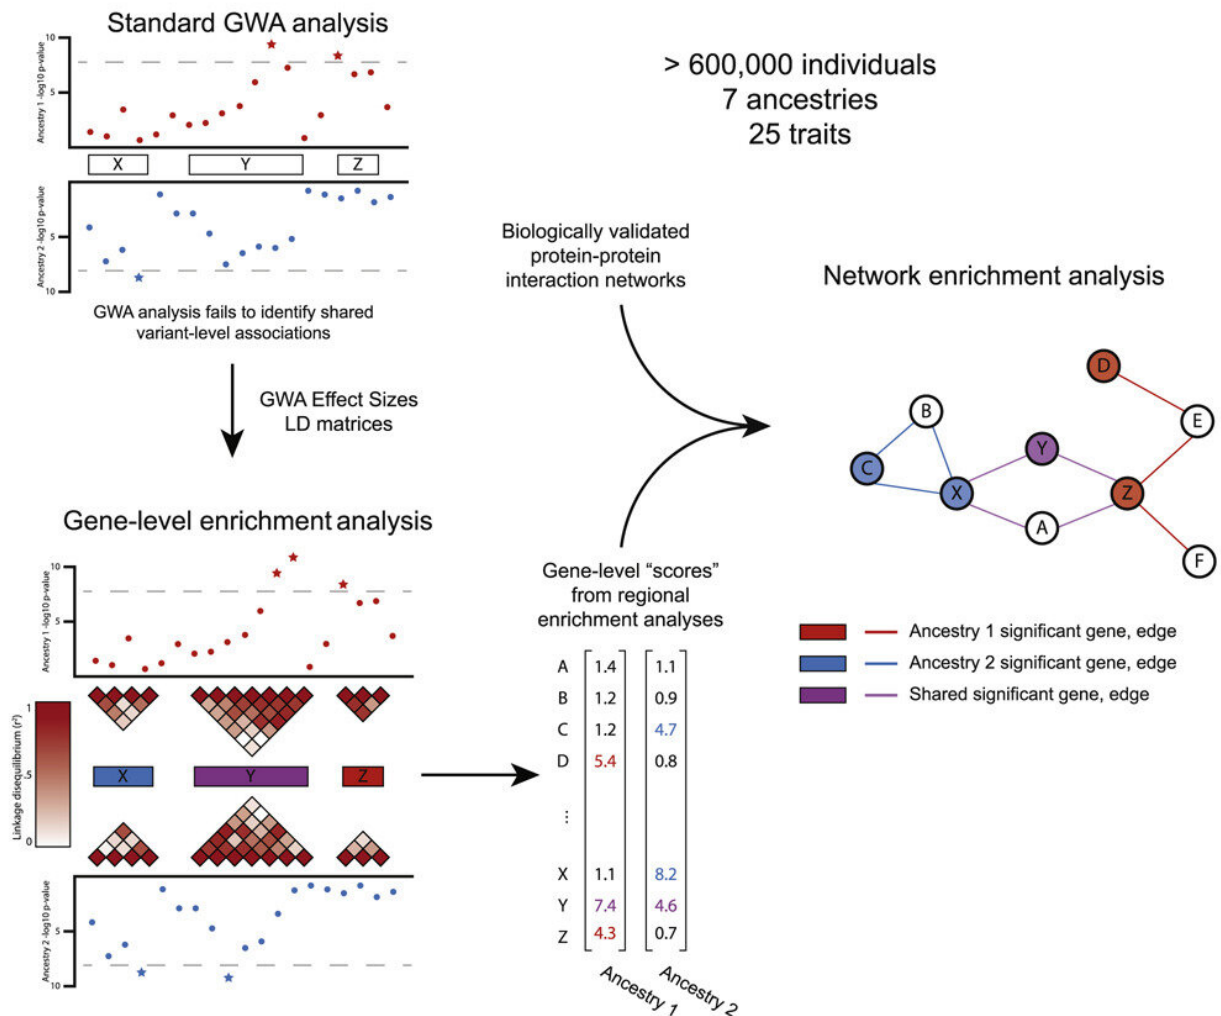 Standard GWA analysis
10
5
Ancestry 1 -log10 p-value
X
Y
Z
5
10
Ancestry 2 -log10 p-value
GWA analysis fails to identify shared
variant-level associations
GWA Effect Sizes
LD matrices
> 600,000 individuals
7 ancestries
25 traits
Biologically validated
protein-protein
interaction networks
Network enrichment analysis
D
B
E
Y
C
X
Z
A
F
Ancestry 1 significant gene, edge
Ancestry 2 significant gene, edge
Shared significant gene, edge
Gene-level enrichment analysis
10
5
Ancestry 1 -log10 p-value
1
.5
0
Linkage disequilibrium (r²)
X
Y
Z
5
10
Ancestry 2 -log10 p-value
Gene-level “scores”
from regional
enrichment analyses
A 1.4 1.1
B 1.2 0.9
C 1.2 4.7
D 5.4 0.8
⋮
X 1.1 8.2
Y 7.4 4.6
Z 4.3 0.7
Ancestry 1
Ancestry 2